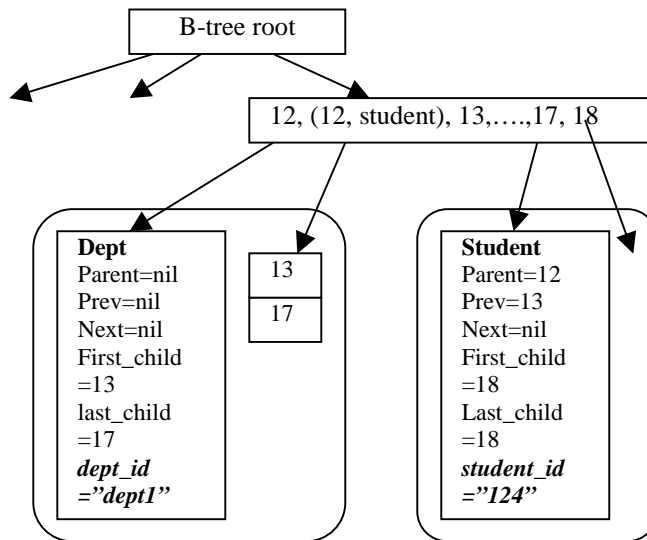 B-tree root
12, (12, student), 13,….,17, 18
Dept
Parent=nil
Prev=nil
Next=nil
First_child
=13
last_child
=17
dept_id
=”dept1”
13
17
Student
Parent=12
Prev=13
Next=nil
First_child
=18
Last_child
=18
student_id
=”124”